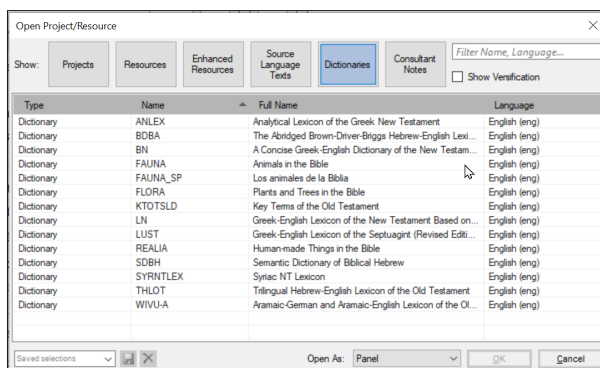 Open Project/Resource
Show: Projects Resources Enhanced Resources Source Language Texts Dictionaries Consultant Notes Filter Name, Language...
Show Versification
Type Name Full Name Language
Dictionary ANLEX Analytical Lexicon of the Greek New Testament English (eng)
Dictionary BDBA The Abridged Brown-Driver-Briggs Hebrew-English Lexi... English (eng)
Dictionary BN A Concise Greek-English Dictionary of the New Testam... English (eng)
Dictionary FAUNA Animals in the Bible English (eng)
Dictionary FAUNA_SP Los animales de la Biblia English (eng)
Dictionary FLORA Plants and Trees in the Bible English (eng)
Dictionary KTOTSLD Key Terms of the Old Testament English (eng)
Dictionary LN Greek-English Lexicon of the New Testament Based on... English (eng)
Dictionary LUST Greek-English Lexicon of the Septuagint (Revised Editi... English (eng)
Dictionary REALIA Human-made Things in the Bible English (eng)
Dictionary SDBH Semantic Dictionary of Biblical Hebrew English (eng)
Dictionary SYRNTLEX Syriac NT Lexicon English (eng)
Dictionary THLOT Trilingual Hebrew-English Lexicon of the Old Testament English (eng)
Dictionary WIVU-A Aramaic-German and Aramaic-English Lexicon of the Ol... English (eng)
Saved selections Open As: Panel OK Cancel